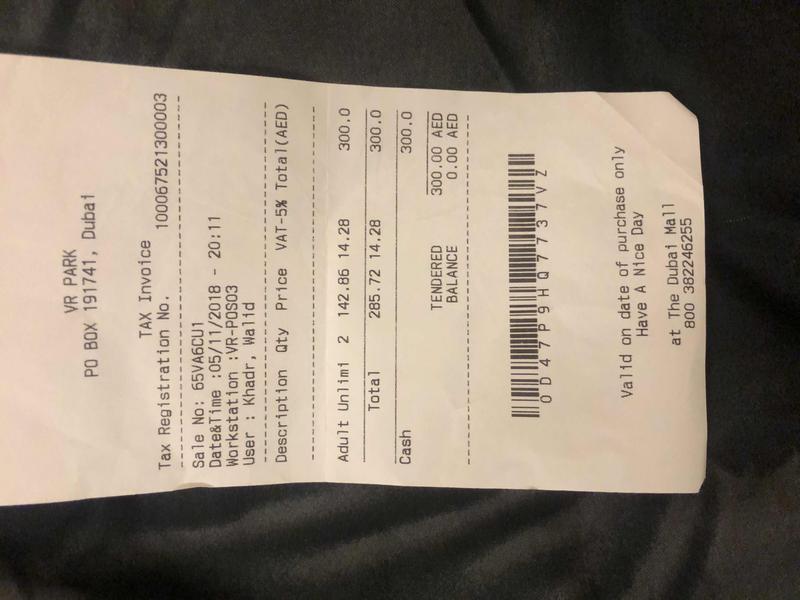 VR PARK
PO BOX 191741, Dubai
TAX Invoice
Tax Registration No. 100067521300003
Sale No: 65VA6CU1
Date&Time :05/11/2018 - 20:11
Workstation :VR-POS03
User : Khadr, Walid
Description Qty Price VAT-5% Total(AED)
Adult Unlimi 2 142.86 14.28 300.0
Total 285.72 14.28 300.0
Cash 300.0
TENDERED 300.00 AED
BALANCE 0.00 AED
0D47P9HQ7737VZ
Valid on date of purchase only
Have A Nice Day
at The Dubai Mall
800 382246255